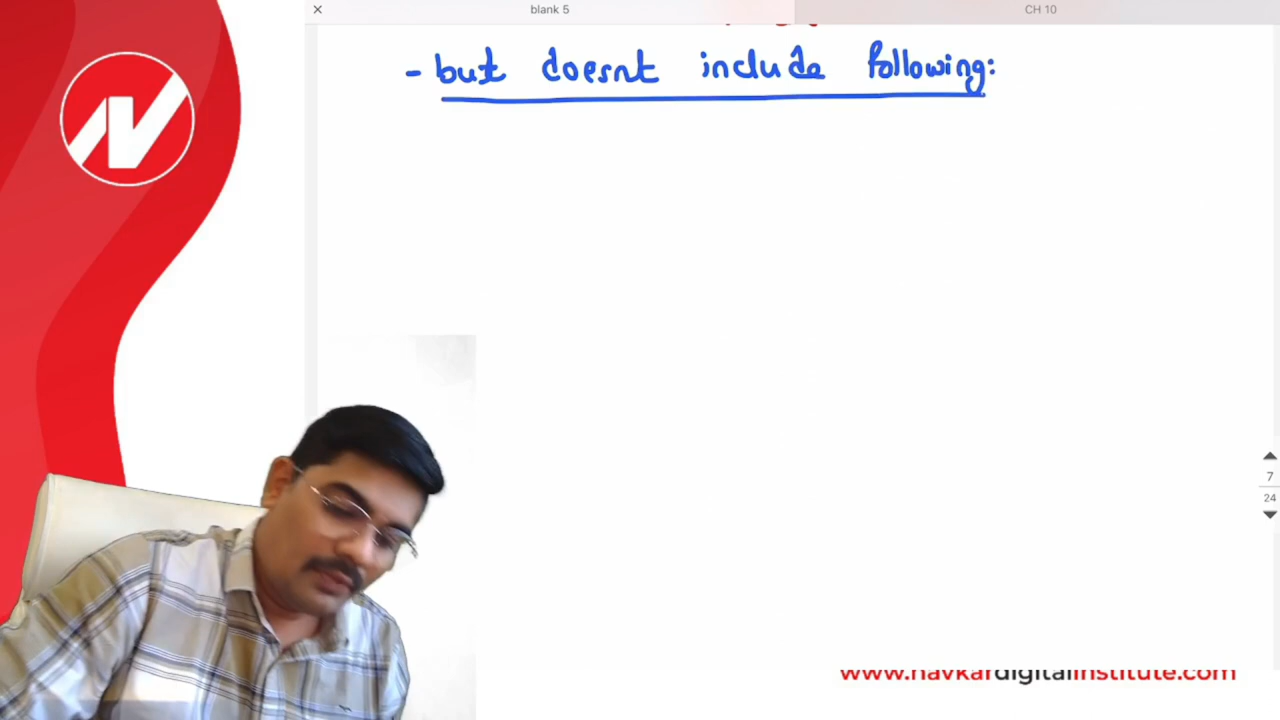 blank 5
CH 10
- but doesnt include following:
7
24
www.navkardigitalinstitute.com